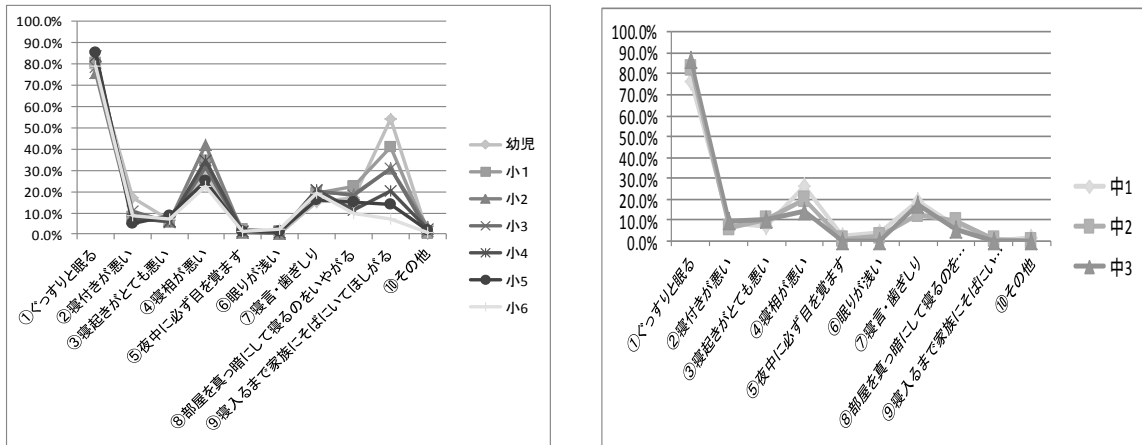 100.0%
90.0%
80.0%
70.0%
60.0%
50.0%
40.0%
30.0%
20.0%
10.0%
0.0%
①ぐっすりと眠る
②寝付きが悪い
③寝起きがとても悪い
④寝相が悪い
⑤夜中に必ず目を覚ます
⑥眠りが浅い
⑦寝言・歯ぎしり
⑧部屋を真っ暗にして寝るのをいやがる
⑨寝入るまで家族にそばにいてほしがる
⑩その他
幼児
小1
小2
小3
小4
小5
小6
100.0%
90.0%
80.0%
70.0%
60.0%
50.0%
40.0%
30.0%
20.0%
10.0%
0.0%
①ぐっすりと眠る
②寝付きが悪い
③寝起きがとても悪い
④寝相が悪い
⑤夜中に必ず目を覚ます
⑥眠りが浅い
⑦寝言・歯ぎしり
⑧部屋を真っ暗にして寝るのを…
⑨寝入るまで家族にそばにい…
⑩その他
中1
中2
中3